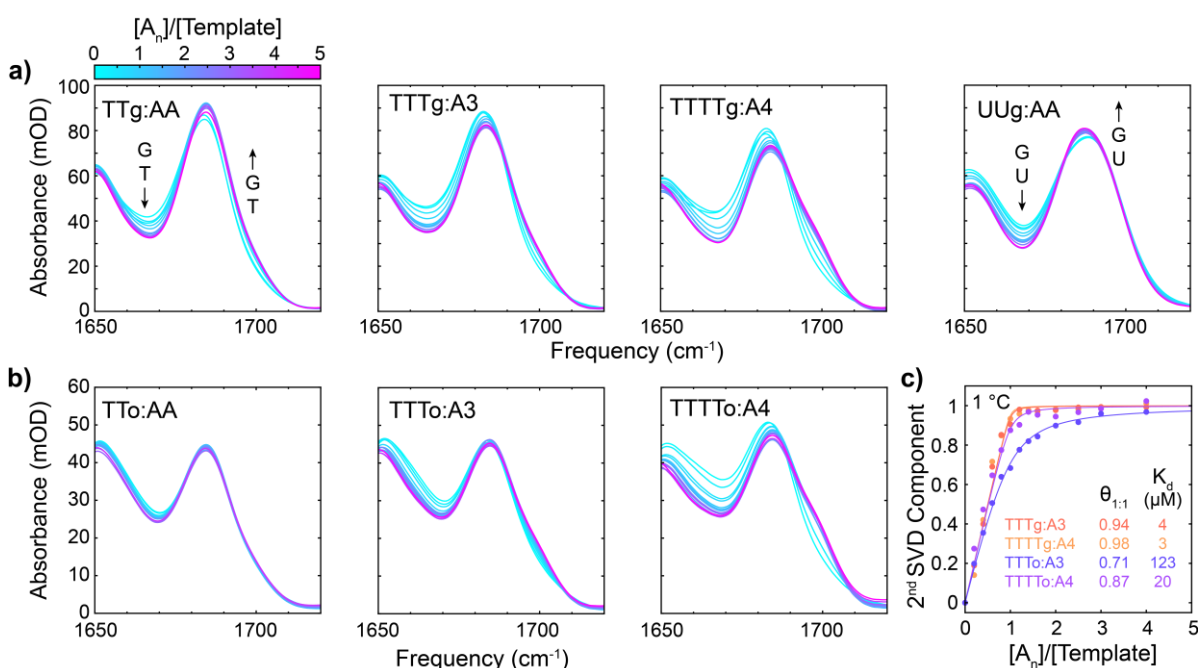 [Aₙ]/[Template]
0 1 2 3 4 5
a)
100
80
60
40
20
0
Absorbance (mOD)
TTg:AA
G
T
G
T
1650 1700
TTTg:A3
1650 1700
TTTTg:A4
1650 1700
UUg:AA
G
U
G
U
1650 1700
Frequency (cm⁻¹)
b)
60
50
40
30
20
10
0
Absorbance (mOD)
TTo:AA
1650 1700
TTTo:A3
1650 1700
TTTTo:A4
1650 1700
Frequency (cm⁻¹)
c)
1 °C
2ⁿᵈ SVD Component
1
0.8
0.6
0.4
0.2
0
θ₁:₁ K_d
(μM)
TTTg:A3 0.94 4
TTTTg:A4 0.98 3
TTTo:A3 0.71 123
TTTTo:A4 0.87 20
0 1 2 3 4 5
[Aₙ]/[Template]